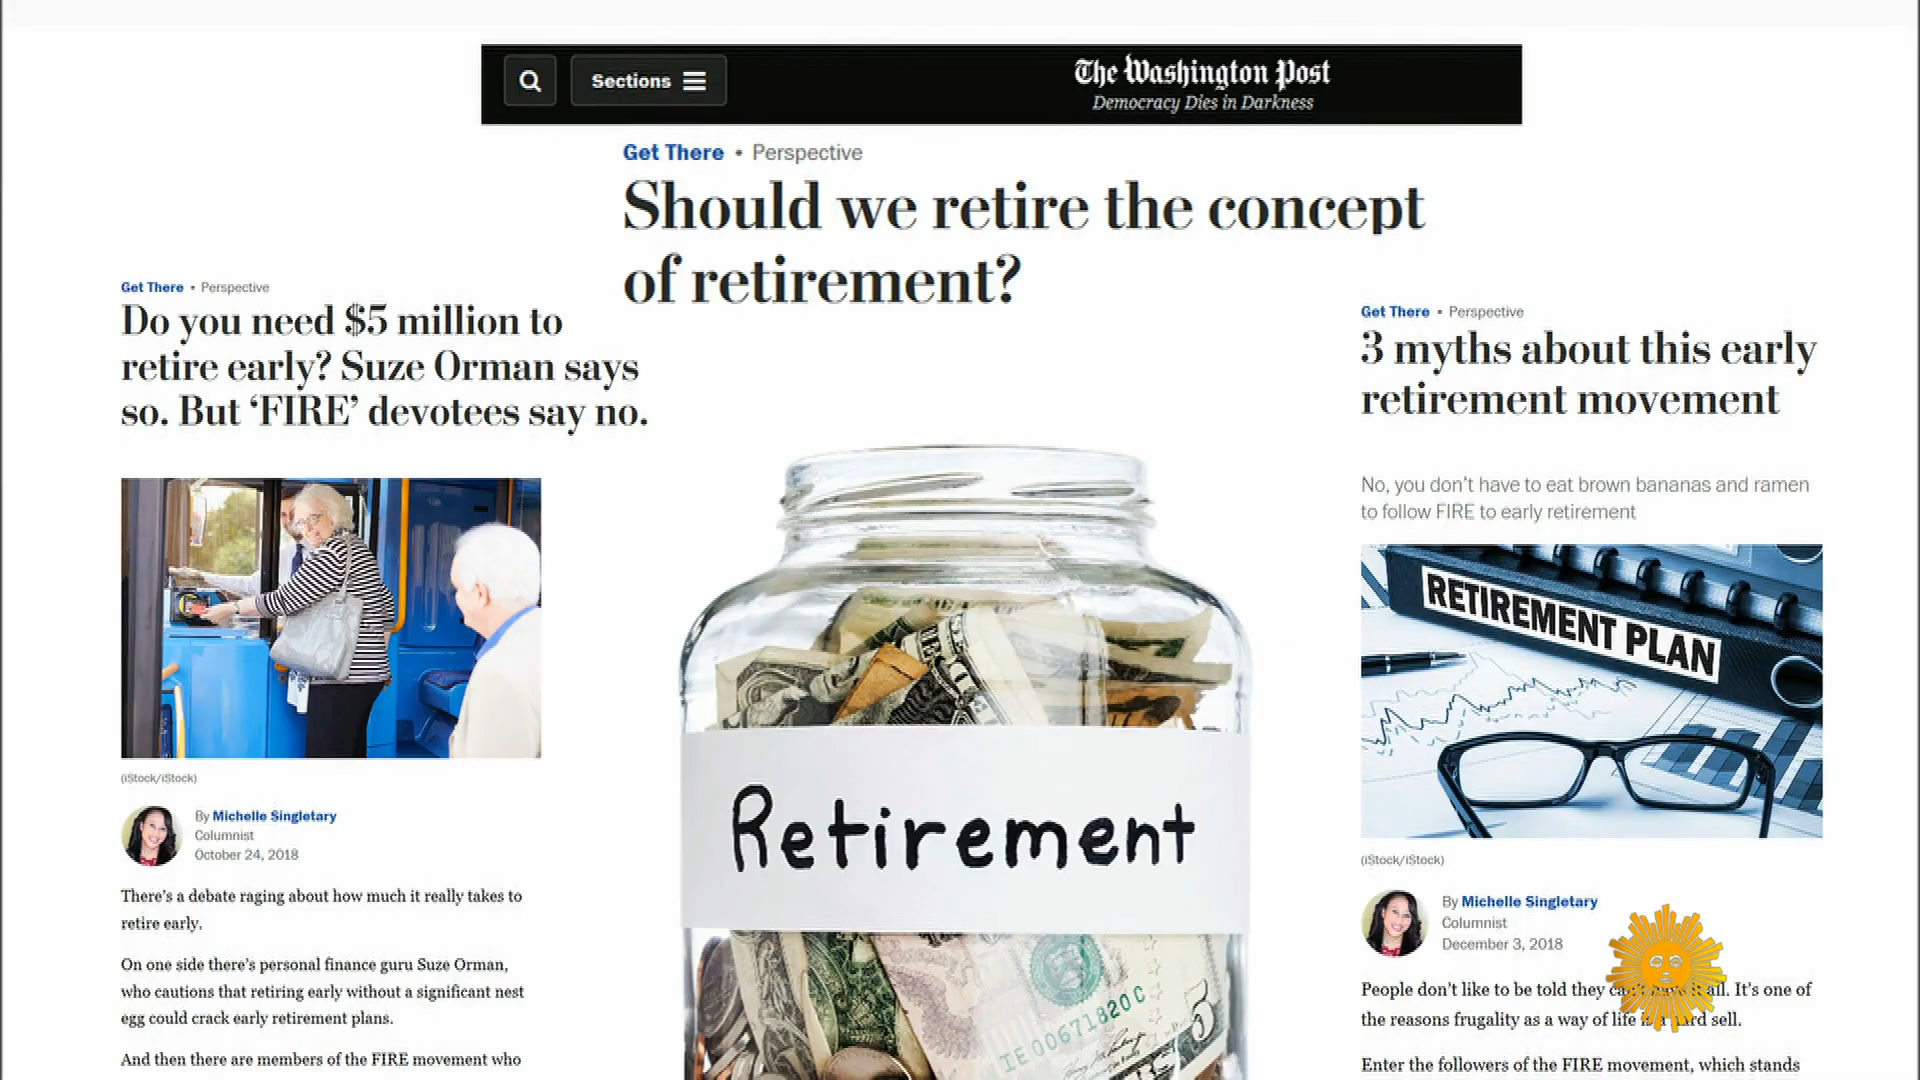 Sections
The Washington Post
Democracy Dies in Darkness
Get There • Perspective
Should we retire the concept
of retirement?
Get There • Perspective
Do you need $5 million to
retire early? Suze Orman says
so. But ‘FIRE’ devotees say no.
(iStock/iStock)
By Michelle Singletary
Columnist
October 24, 2018
There’s a debate raging about how much it really takes to
retire early.
On one side there’s personal finance guru Suze Orman,
who cautions that retiring early without a significant nest
egg could crack early retirement plans.
And then there are members of the FIRE movement who
Retirement
IE00671820C
5
Get There • Perspective
3 myths about this early
retirement movement
No, you don’t have to eat brown bananas and ramen
to follow FIRE to early retirement
RETIREMENT PLAN
(iStock/iStock)
By Michelle Singletary
Columnist
December 3, 2018
People don’t like to be told they can’t have it all. It’s one of
the reasons frugality as a way of life is a hard sell.
Enter the followers of the FIRE movement, which stands